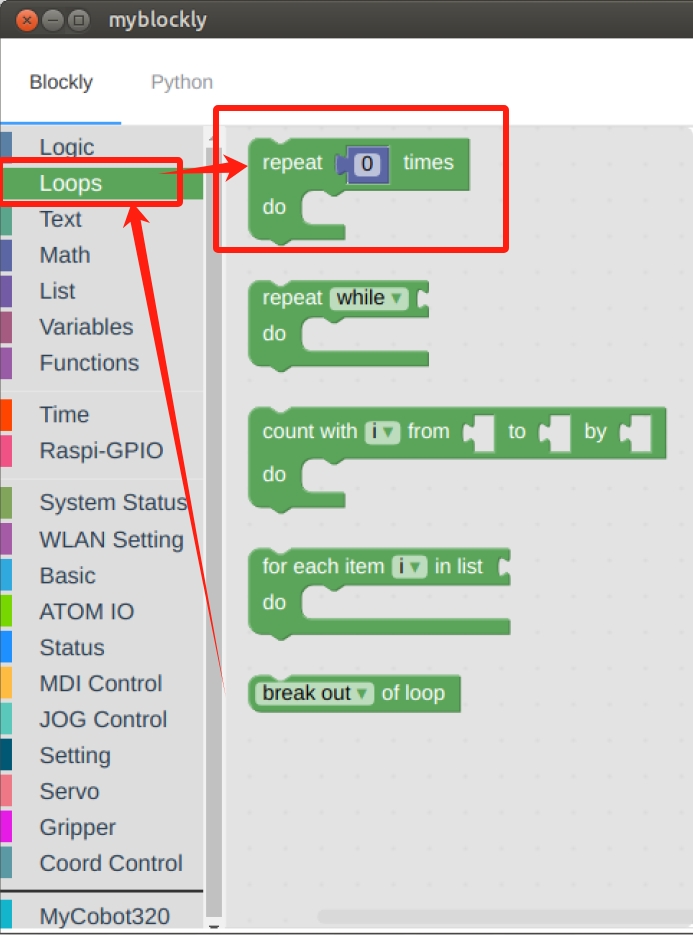 myblockly
Blockly Python
Logic
Loops
Text
Math
List
Variables
Functions
Time
Raspi-GPIO
System Status
WLAN Setting
Basic
ATOM IO
Status
MDI Control
JOG Control
Setting
Servo
Gripper
Coord Control
MyCobot320
repeat 0 times
do
repeat while
do
count with i from to by
do
for each item i in list
do
break out of loop